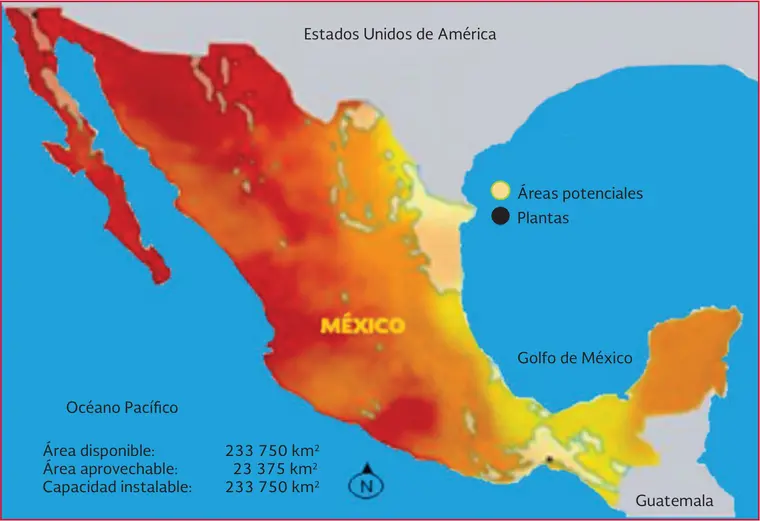 Estados Unidos de América
Áreas potenciales
Plantas
MÉXICO
Golfo de México
Océano Pacífico
Área disponible: 233 750 km²
Área aprovechable: 23 375 km²
Capacidad instalable: 233 750 km²
N
Guatemala